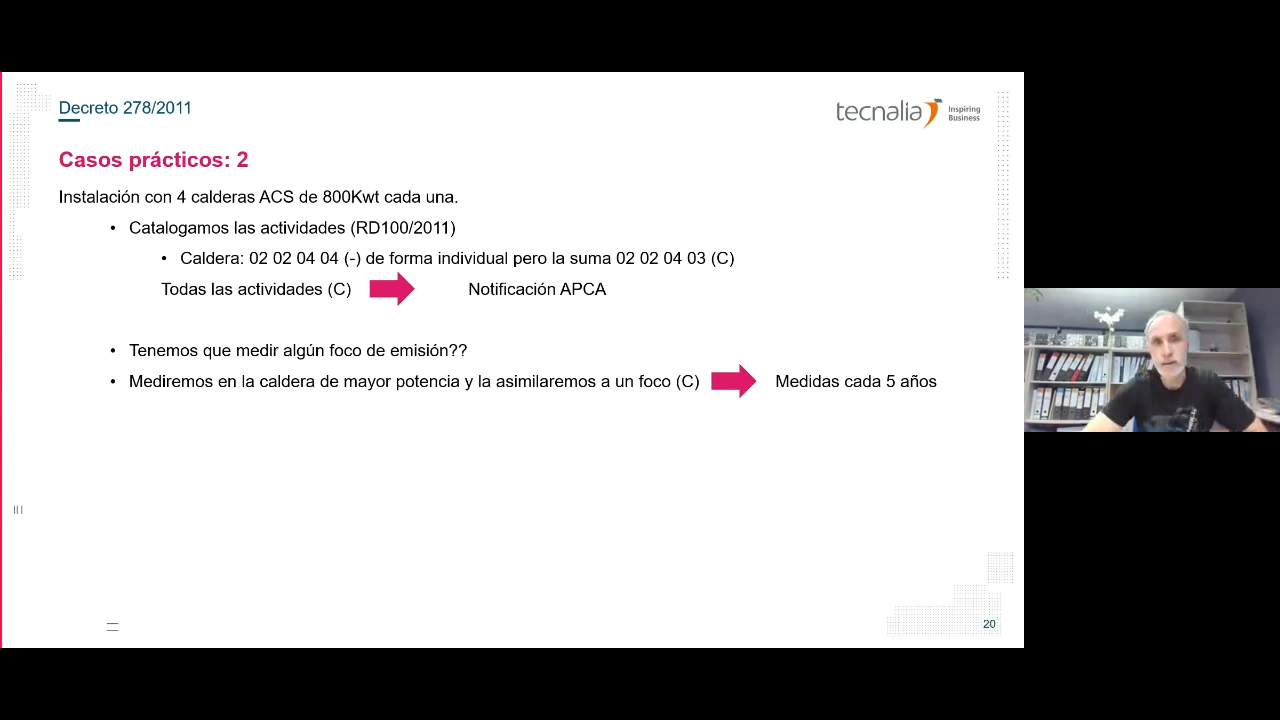 Decreto 278/2011
tecnalia Inspiring Business
Casos prácticos: 2
Instalación con 4 calderas ACS de 800Kwt cada una.
• Catalogamos las actividades (RD100/2011)
• Caldera: 02 02 04 04 (-) de forma individual pero la suma 02 02 04 03 (C)
Todas las actividades (C) Notificación APCA
• Tenemos que medir algún foco de emisión??
• Mediremos en la caldera de mayor potencia y la asimilaremos a un foco (C) Medidas cada 5 años
20